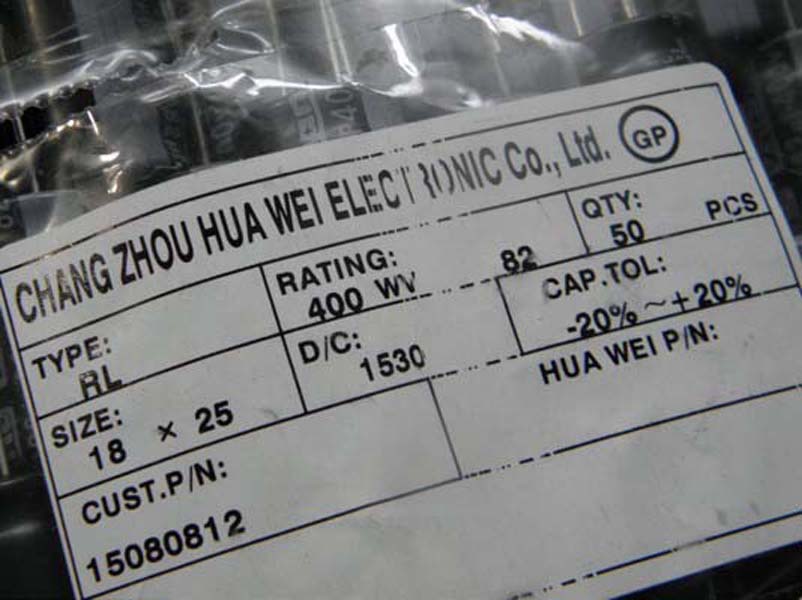 CHANG ZHOU HUA WEI ELECTRONIC Co., Ltd. GP
TYPE:
RL
RATING:
400 WV 82
QTY:
50 PCS
SIZE:
18 × 25
D/C:
1530
CAP.TOL:
-20% ~ +20%
CUST.P/N:
15080812
HUA WEI P/N: